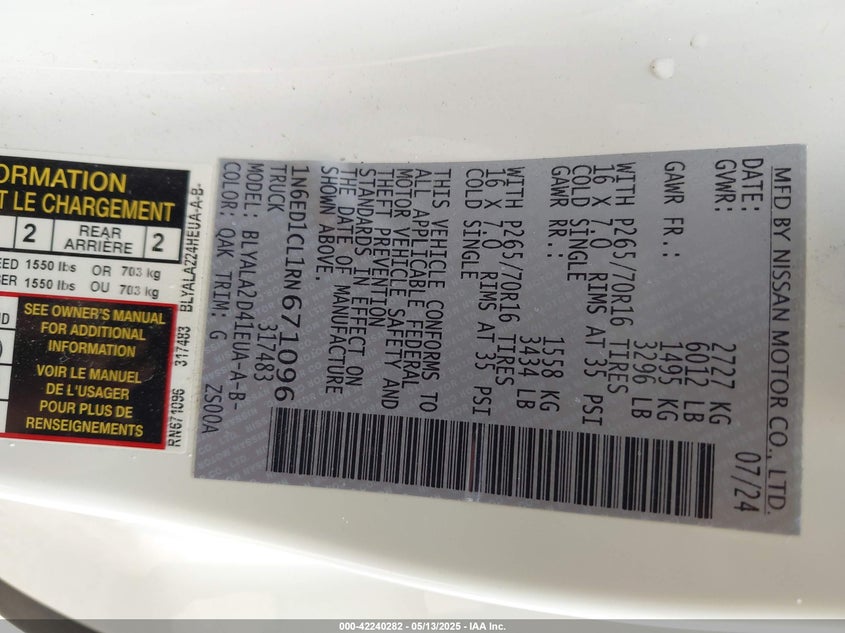 MFD BY NISSAN MOTOR CO., LTD.
DATE: 07/24
GVWR: 2727 KG
6012 LB
GAWR FR.: 1495 KG
3296 LB
WITH P265/70R16 TIRES
16 X 7.0 RIMS AT 35 PSI
COLD SINGLE
GAWR RR.: 1558 KG
3434 LB
WITH P265/70R16 TIRES
16 X 7.0 RIMS AT 35 PSI
COLD SINGLE
THIS VEHICLE CONFORMS TO
ALL APPLICABLE FEDERAL
MOTOR VEHICLE SAFETY AND
THEFT PREVENTION
STANDARDS IN EFFECT ON
THE DATE OF MANUFACTURE
SHOWN ABOVE.
1N6ED1CL1RN671096
TRUCK 317483
MODEL: BLYALA2D41EUA-A-B-
COLOR: QAK TRIM: G ZS00A
ORMATION
T LE CHARGEMENT
2 REAR
ARRIÈRE 2
EED 1550 lbs OR 703 kg
SER 1550 lbs OU 703 kg
SEE OWNER'S MANUAL
FOR ADDITIONAL
INFORMATION
VOIR LE MANUEL
DE L'USAGER
POUR PLUS DE
RENSEIGNEMENTS
RN671096 317483 BLYALA224HEUA-A-B-
000-42240282 - 05/13/2025 - IAA Inc.